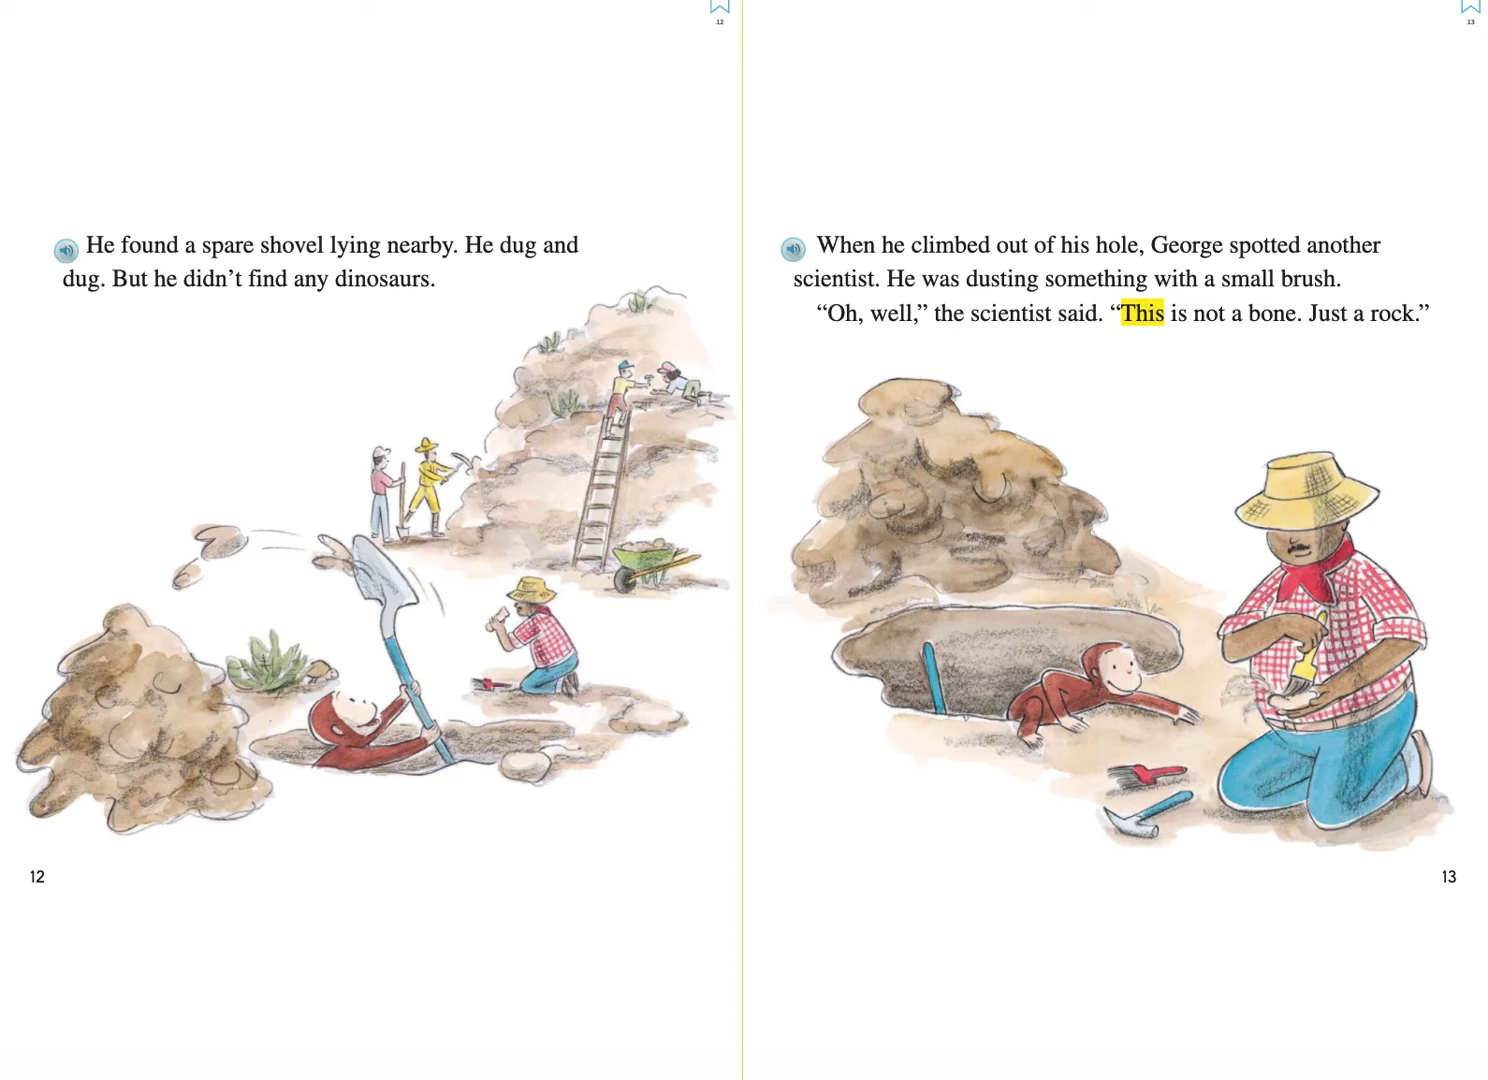 12
13
He found a spare shovel lying nearby. He dug and
dug. But he didn’t find any dinosaurs.
When he climbed out of his hole, George spotted another
scientist. He was dusting something with a small brush.
“Oh, well,” the scientist said. “This is not a bone. Just a rock.”
12
13